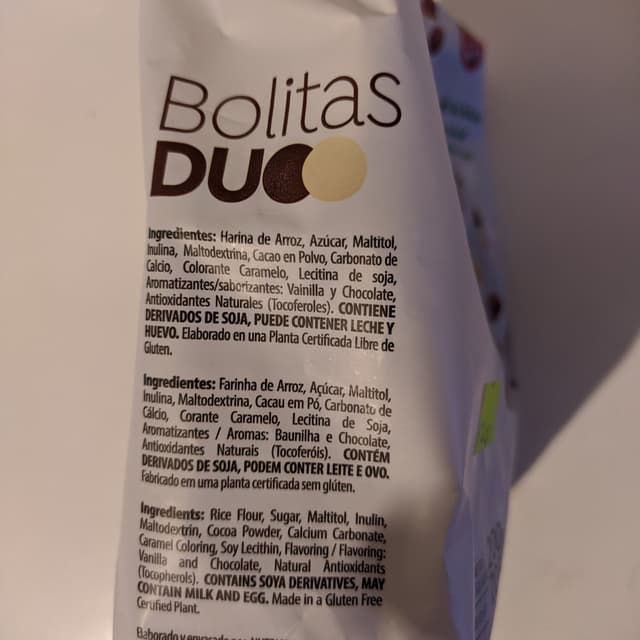 Bolitas
DUO
Ingredientes: Harina de Arroz, Azúcar, Maltitol,
Inulina, Maltodextrina, Cacao en Polvo, Carbonato de
Calcio, Colorante Caramelo, Lecitina de soja,
Aromatizantes/saborizantes: Vainilla y Chocolate,
Antioxidantes Naturales (Tocoferoles). CONTIENE
DERIVADOS DE SOJA, PUEDE CONTENER LECHE Y
HUEVO. Elaborado en una Planta Certificada Libre de
Gluten.
Ingredientes: Farinha de Arroz, Açúcar, Maltitol,
Inulina, Maltodextrina, Cacau em Pó, Carbonato de
Cálcio, Corante Caramelo, Lecitina de Soja,
Aromatizantes / Aromas: Baunilha e Chocolate,
Antioxidantes Naturales (Tocoferóis). CONTÉM
DERIVADOS DE SOJA, PODEM CONTER LEITE E OVO.
Fabricado em uma planta certificada sem glúten.
Ingredients: Rice Flour, Sugar, Maltitol, Inulin,
Maltodextrin, Cocoa Powder, Calcium Carbonate,
Caramel Coloring, Soy Lecithin, Flavoring / Flavoring:
Vanilla and Chocolate, Natural Antioxidants
(Tocopherols). CONTAINS SOYA DERIVATIVES, MAY
CONTAIN MILK AND EGG. Made in a Gluten Free
Certified Plant.
Elaborado y envasado por